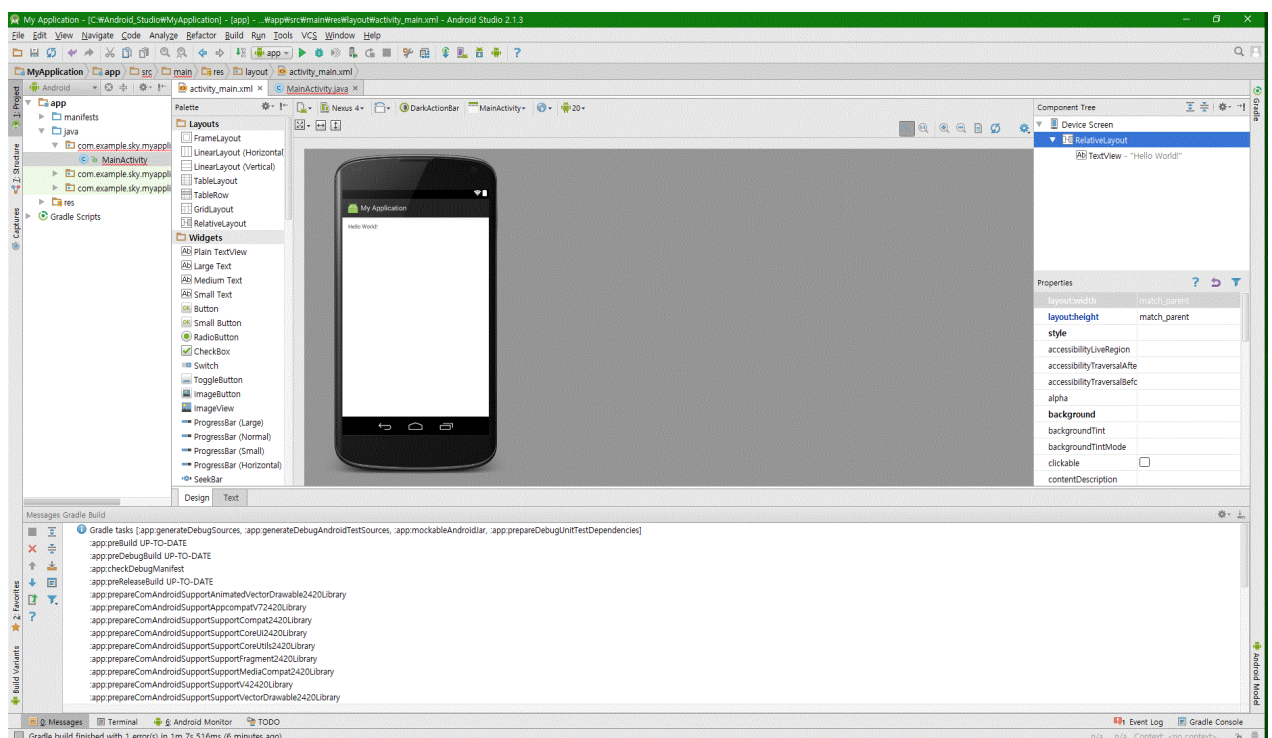 My Application - [C:₩Android_Studio₩MyApplication] - [app] - ...₩app₩src₩main₩res₩layout₩activity_main.xml - Android Studio 2.1.3
File Edit View Navigate Code Analyze Refactor Build Run Tools VCS Window Help
app
MyApplication app src main res layout activity_main.xml
Android
activity_main.xml
MainActivity.java
1: Project
Z: Structure
Captures
app
manifests
java
com.example.sky.myappli
MainActivity
com.example.sky.myappli
com.example.sky.myappli
res
Gradle Scripts
Palette
Layouts
FrameLayout
LinearLayout (Horizontal
LinearLayout (Vertical)
TableLayout
TableRow
GridLayout
RelativeLayout
Widgets
Plain TextView
Large Text
Medium Text
Small Text
Button
Small Button
RadioButton
CheckBox
Switch
ToggleButton
ImageButton
ImageView
ProgressBar (Large)
ProgressBar (Normal)
ProgressBar (Small)
ProgressBar (Horizontal)
SeekBar
Design Text
Nexus 4 DarkActionBar MainActivity 20
My Application
Hello World!
Component Tree
Device Screen
RelativeLayout
TextView - "Hello World!"
Properties
layout:width match_parent
layout:height match_parent
style
accessibilityLiveRegion
accessibilityTraversalAfte
accessibilityTraversalBefc
alpha
background
backgroundTint
backgroundTintMode
clickable
contentDescription
Gradle
Messages Gradle Build
Gradle tasks [:app:generateDebugSources, :app:generateDebugAndroidTestSources, :app:mockableAndroidJar, :app:prepareDebugUnitTestDependencies]
:app:preBuild UP-TO-DATE
:app:preDebugBuild UP-TO-DATE
:app:checkDebugManifest
:app:preReleaseBuild UP-TO-DATE
:app:prepareComAndroidSupportAnimatedVectorDrawable2420Library
:app:prepareComAndroidSupportAppcompatV72420Library
:app:prepareComAndroidSupportSupportCompat2420Library
:app:prepareComAndroidSupportSupportCoreUi2420Library
:app:prepareComAndroidSupportSupportCoreUtils2420Library
:app:prepareComAndroidSupportSupportFragment2420Library
:app:prepareComAndroidSupportSupportMediaCompat2420Library
:app:prepareComAndroidSupportSupportV42420Library
:app:prepareComAndroidSupportSupportVectorDrawable2420Library
2: Favorites
Build Variants
Android Model
0: Messages Terminal 6: Android Monitor TODO
1 Event Log Gradle Console
Gradle build finished with 1 error(s) in 1m 7s 516ms (6 minutes ago)
n/a n/a Context: <no context>